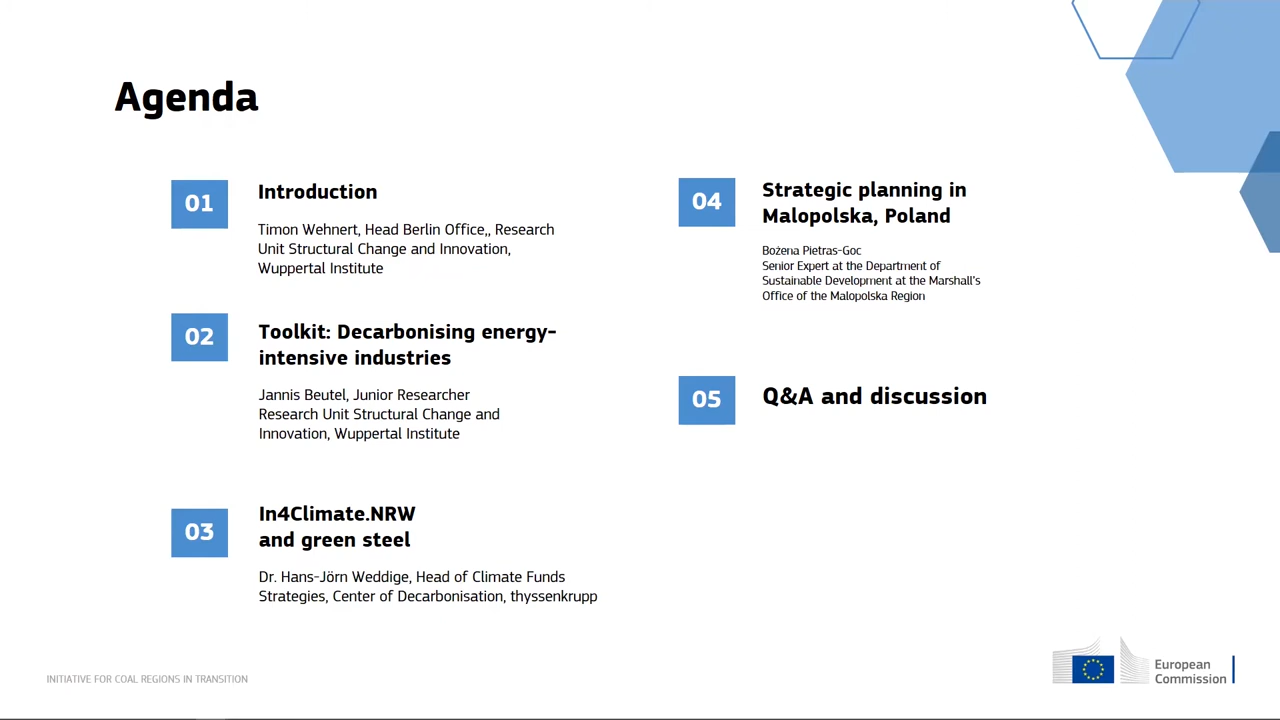 Agenda
01
Introduction
Timon Wehnert, Head Berlin Office,, Research
Unit Structural Change and Innovation,
Wuppertal Institute
02
Toolkit: Decarbonising energy-
intensive industries
Jannis Beutel, Junior Researcher
Research Unit Structural Change and
Innovation, Wuppertal Institute
03
In4Climate.NRW
and green steel
Dr. Hans-Jörn Weddige, Head of Climate Funds
Strategies, Center of Decarbonisation, thyssenkrupp
04
Strategic planning in
Malopolska, Poland
Bożena Pietras-Goc
Senior Expert at the Department of
Sustainable Development at the Marshall's
Office of the Malopolska Region
05
Q&A and discussion
INITIATIVE FOR COAL REGIONS IN TRANSITION
European
Commission